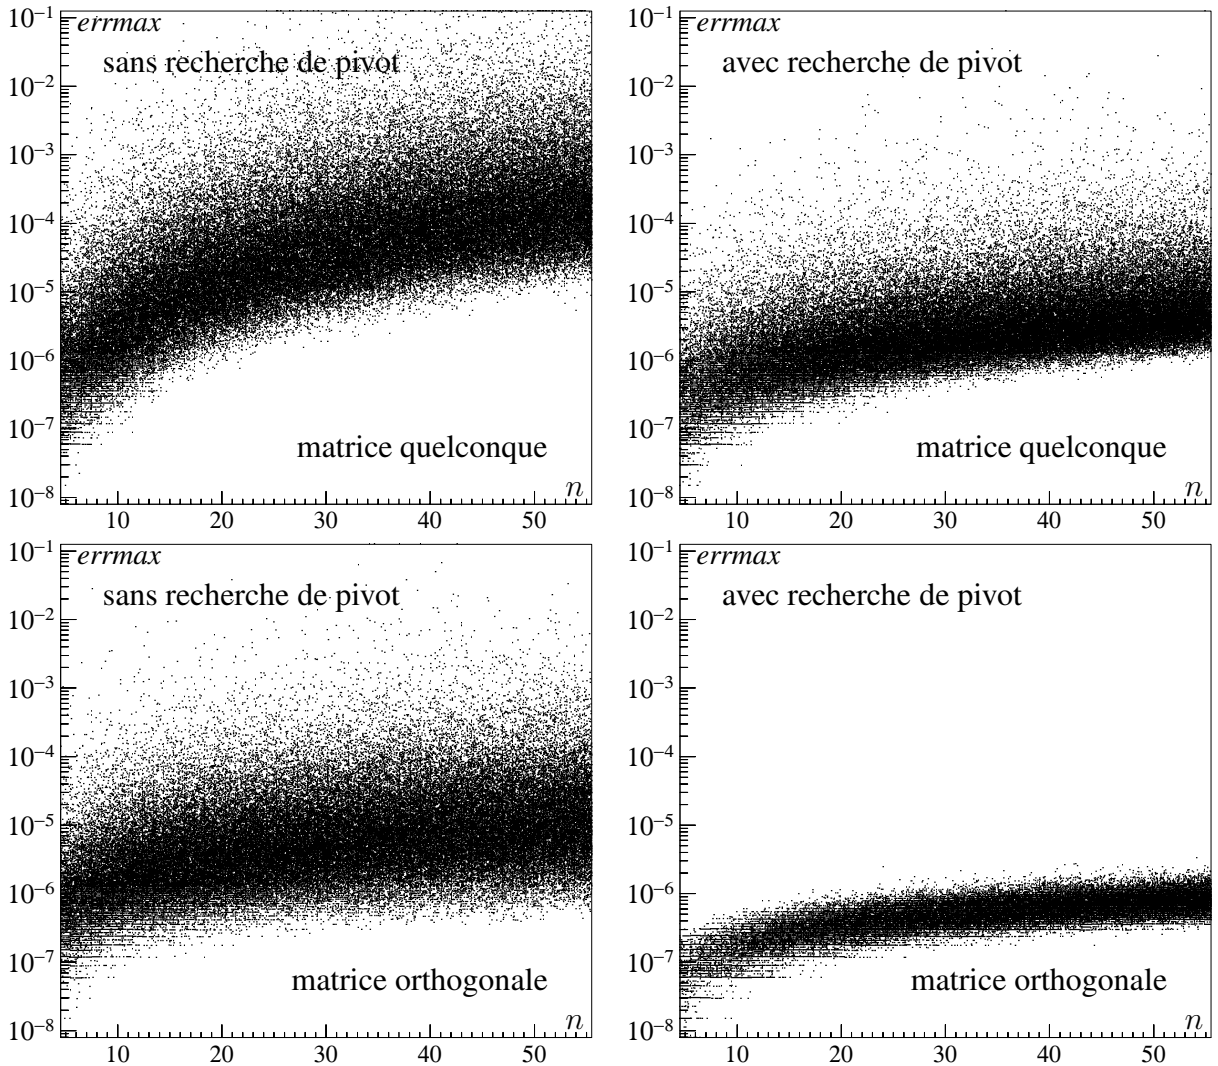 errmax
sans recherche de pivot
matrice quelconque
n
10⁻¹
10⁻²
10⁻³
10⁻⁴
10⁻⁵
10⁻⁶
10⁻⁷
10⁻⁸
10 20 30 40 50
errmax
avec recherche de pivot
matrice quelconque
n
10⁻¹
10⁻²
10⁻³
10⁻⁴
10⁻⁵
10⁻⁶
10⁻⁷
10⁻⁸
10 20 30 40 50
errmax
sans recherche de pivot
matrice orthogonale
n
10⁻¹
10⁻²
10⁻³
10⁻⁴
10⁻⁵
10⁻⁶
10⁻⁷
10⁻⁸
10 20 30 40 50
errmax
avec recherche de pivot
matrice orthogonale
n
10⁻¹
10⁻²
10⁻³
10⁻⁴
10⁻⁵
10⁻⁶
10⁻⁷
10⁻⁸
10 20 30 40 50